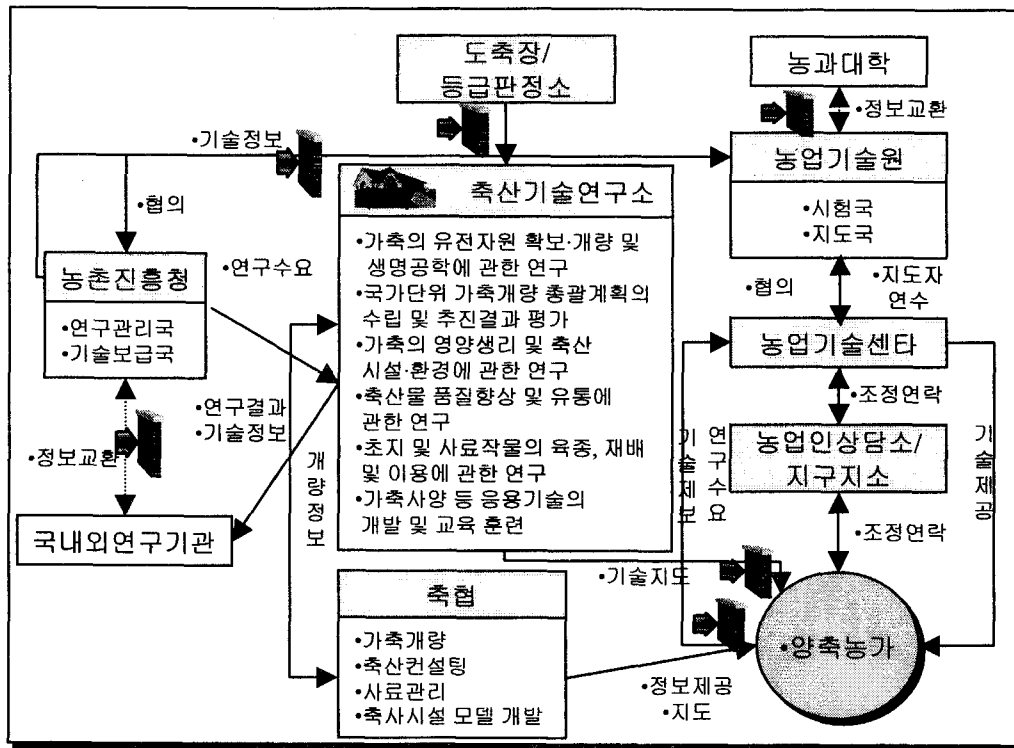 도축장/
등급판정소
농과대학
•정보교환
•기술정보
농업기술원
•시험국
•지도국
축산기술연구소
•가축의 유전자원 확보·개량 및
생명공학에 관한 연구
•국가단위 가축개량 총괄계획의
수립 및 추진결과 평가
•가축의 영양생리 및 축산
시설·환경에 관한 연구
•축산물 품질향상 및 유통에
관한 연구
•초지 및 사료작물의 육종, 재배
및 이용에 관한 연구
•가축사양 등 응용기술의
개발 및 교육 훈련
•협의
•연구수요
농촌진흥청
•연구관리국
•기술보급국
•협의
•지도자
연수
농업기술센타
•조정연락
•연구결과
•기술정보
•정보교환
개량정보
기술제보
연구수요
농업인상담소/
지구지소
기술제공
국내외연구기관
•조정연락
•기술지도
축협
•가축개량
•축산컨설팅
•사료관리
•축사시설 모델 개발
•양축농가
•정보제공
•지도